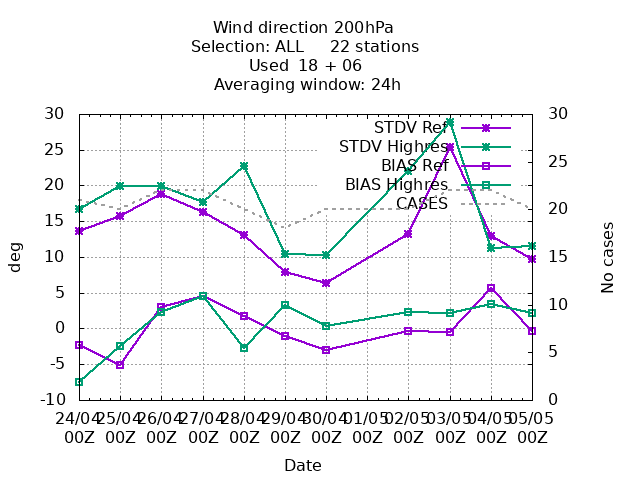 Wind direction 200hPa
Selection: ALL     22 stations
Used  18 + 06
Averaging window: 24h
30
25
20
15
10
5
0
-5
-10
deg
30
25
20
15
10
5
0
No cases
STDV Ref
STDV Highres
BIAS Ref
BIAS Highres
CASES
24/04 25/04 26/04 27/04 28/04 29/04 30/04 01/05 02/05 03/05 04/05 05/05
00Z 00Z 00Z 00Z 00Z 00Z 00Z 00Z 00Z 00Z 00Z 00Z
Date